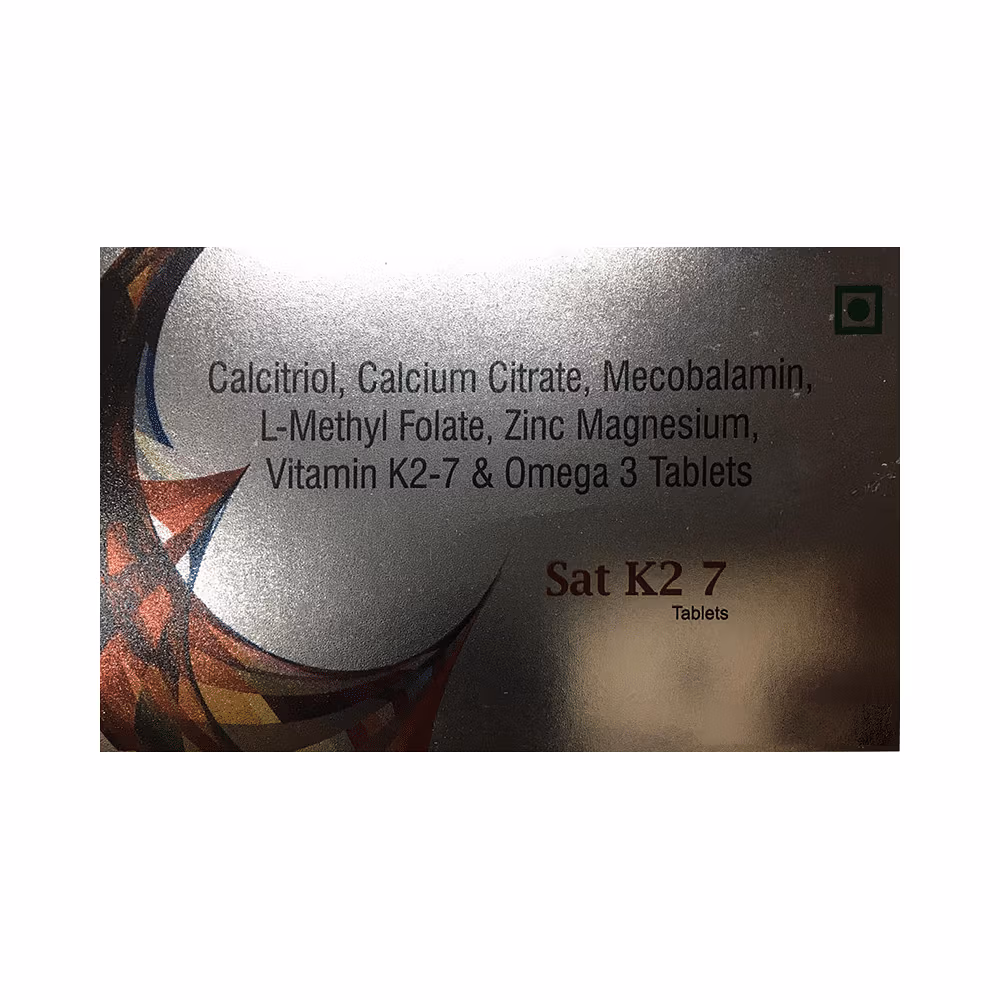 Calcitriol, Calcium Citrate, Mecobalamin,
L-Methyl Folate, Zinc Magnesium,
Vitamin K2-7 & Omega 3 Tablets
Sat K2 7
Tablets